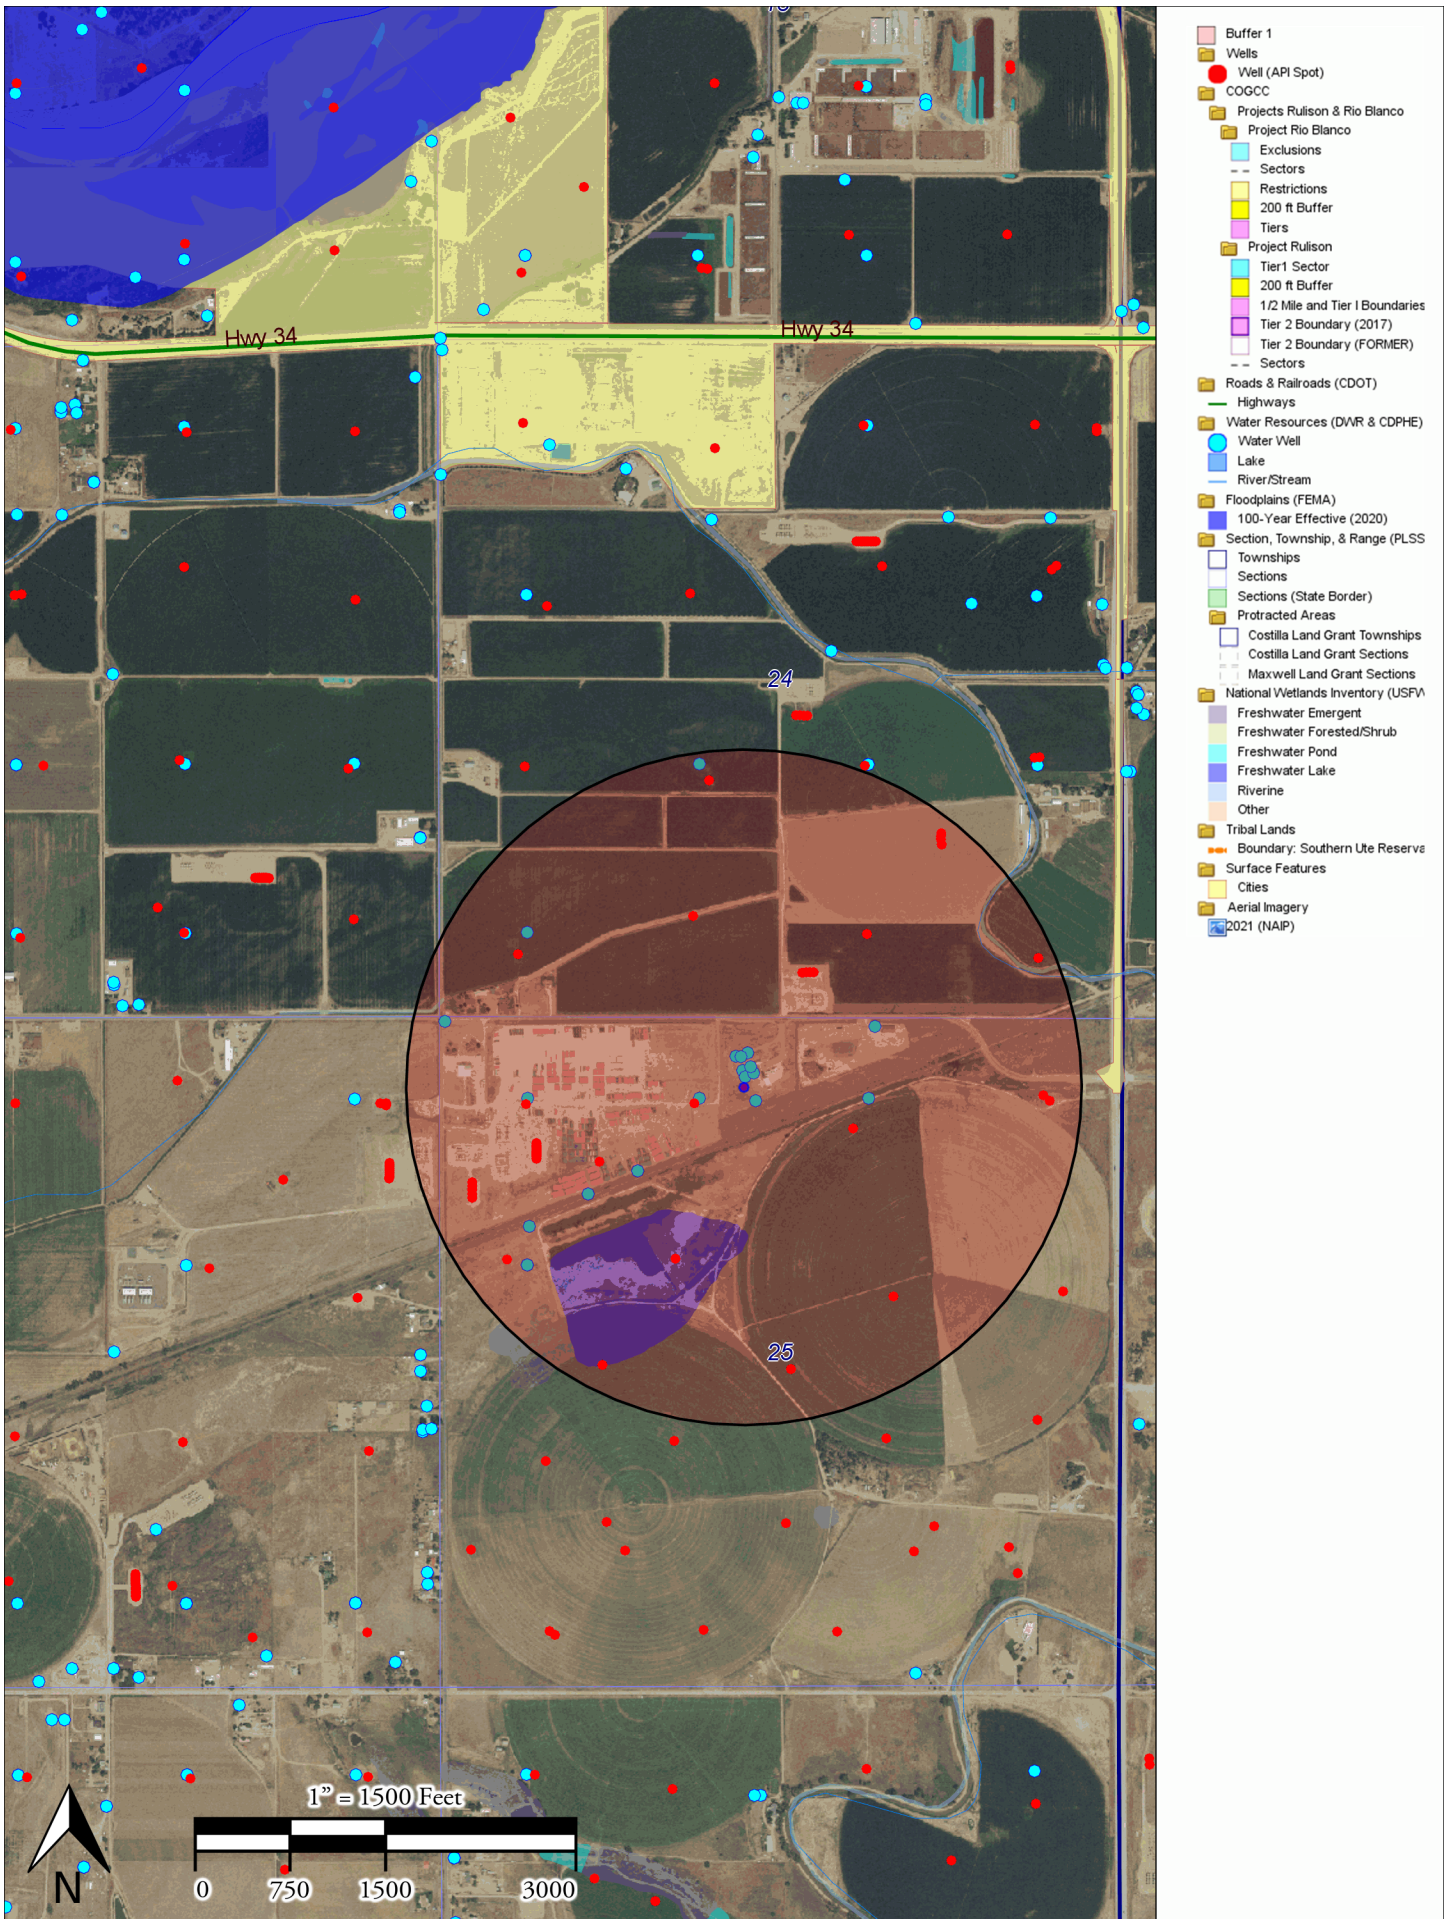 Hwy 34
Hwy 34
24
25
1” = 1500 Feet
0 750 1500 3000
N
Buffer 1
Wells
Well (API Spot)
COGCC
Projects Rulison & Rio Blanco
Project Rio Blanco
Exclusions
Sectors
Restrictions
200 ft Buffer
Tiers
Project Rulison
Tier1 Sector
200 ft Buffer
1/2 Mile and Tier I Boundaries
Tier 2 Boundary (2017)
Tier 2 Boundary (FORMER)
Sectors
Roads & Railroads (CDOT)
Highways
Water Resources (DWR & CDPHE)
Water Well
Lake
River/Stream
Floodplains (FEMA)
100-Year Effective (2020)
Section, Township, & Range (PLSS
Townships
Sections
Sections (State Border)
Protracted Areas
Costilla Land Grant Townships
Costilla Land Grant Sections
Maxwell Land Grant Sections
National Wetlands Inventory (USFW
Freshwater Emergent
Freshwater Forested/Shrub
Freshwater Pond
Freshwater Lake
Riverine
Other
Tribal Lands
Boundary: Southern Ute Reserva
Surface Features
Cities
Aerial Imagery
2021 (NAIP)